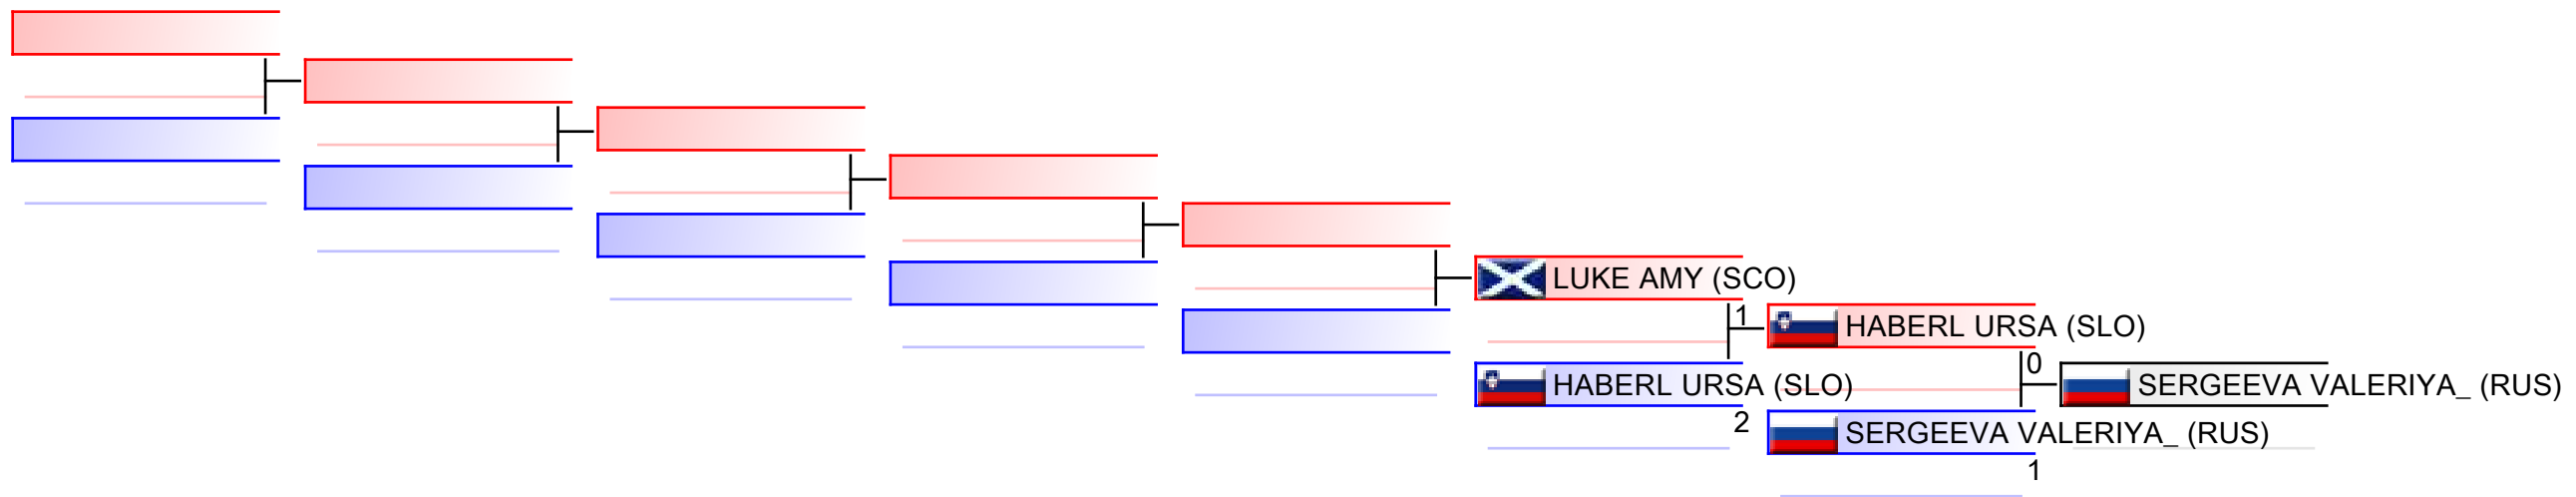 LUKE AMY (SCO)
1
HABERL URSA (SLO)
HABERL URSA (SLO)
2
0
SERGEEVA VALERIYA_ (RUS)
SERGEEVA VALERIYA_ (RUS)
1